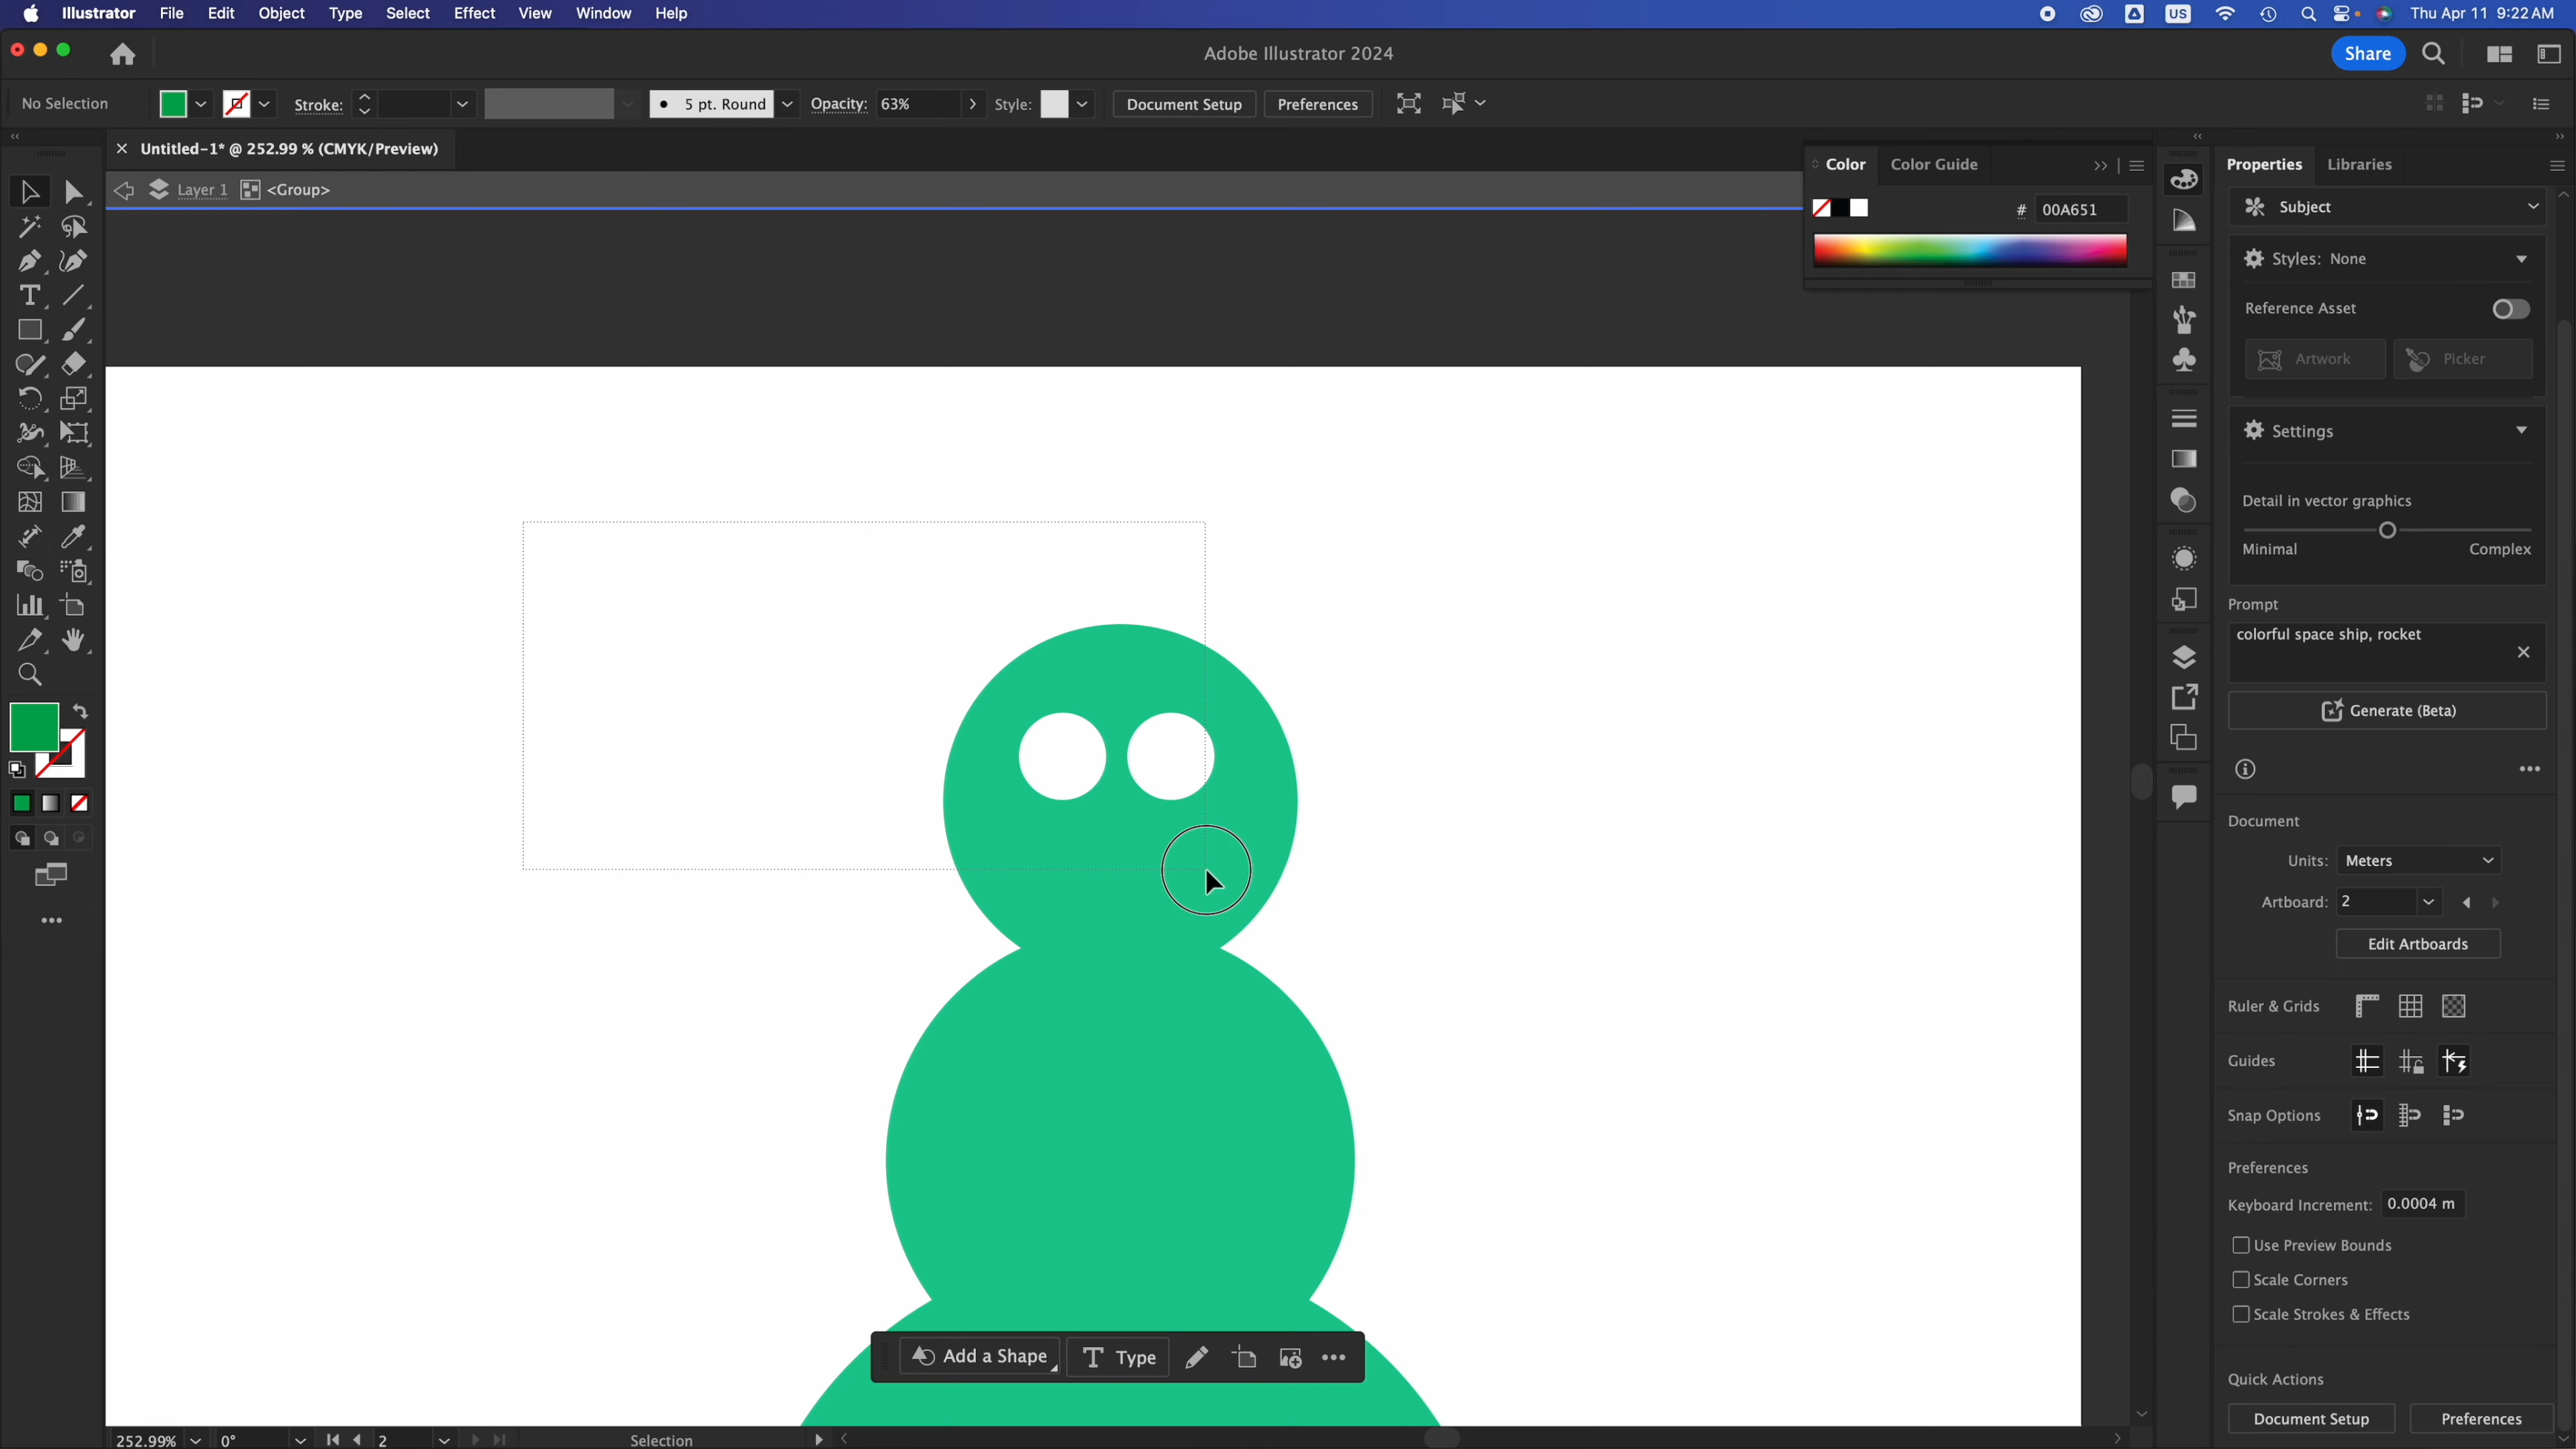 Illustrator File Edit Object Type Select Effect View Window Help US Thu Apr 11 9:22 AM
Adobe Illustrator 2024 Share
No Selection Stroke: 5 pt. Round Opacity: 63% Style: Document Setup Preferences
× Untitled-1* @ 252.99 % (CMYK/Preview)
Layer 1 <Group>
Color Color Guide
# 00A651
Properties Libraries
Subject
Styles: None
Reference Asset
Artwork Picker
Settings
Detail in vector graphics
Minimal Complex
Prompt
colorful space ship, rocket
Generate (Beta)
Document
Units: Meters
Artboard: 2
Edit Artboards
Ruler & Grids
Guides
Snap Options
Preferences
Keyboard Increment: 0.0004 m
Use Preview Bounds
Scale Corners
Scale Strokes & Effects
Quick Actions
Document Setup Preferences
Add a Shape T Type
252.99% 0° 2 Selection